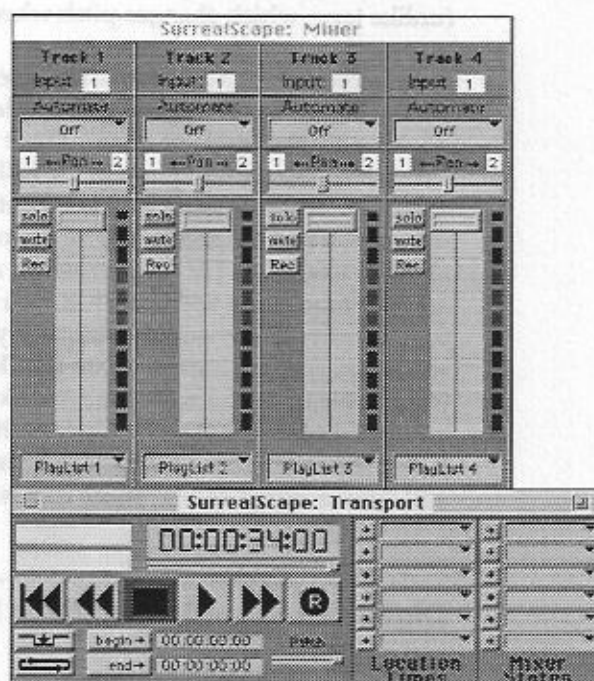 SurrealScape: Mixer
Track 1 Track 2 Track 3 Track 4
Input: 1 Input: 1 Input: 1 Input: 1
Automate Automate Automate Automate
Off Off Off Off
1 ←Pan→ 2 1 ←Pan→ 2 1 ←Pan→ 2 1 ←Pan→ 2
solo solo solo solo
mute mute mute mute
Rec Rec Rec Rec
PlayList 1 PlayList 2 PlayList 3 PlayList 4
SurrealScape: Transport
00:00:34:00
R
begin→ 00:00:00:00
end→ 00:00:00:00
Location Mixer
Times States